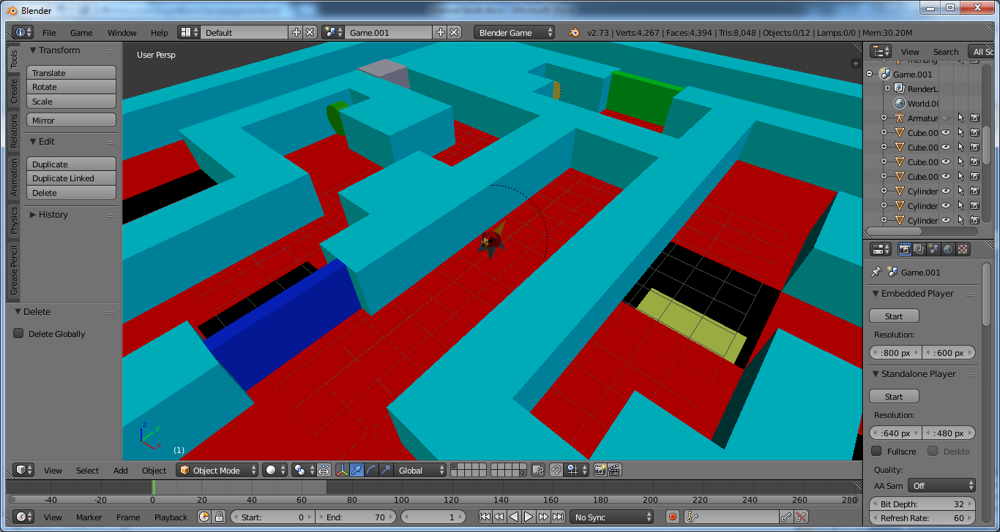 Blender
File Game Window Help Default Game.001 Blender Game v2.73 | Verts:4,267 | Faces:4,394 | Tris:8,048 | Objects:0/12 | Lamps:0/0 | Mem:30.20M
Tools
Create
Relations
Animation
Physics
Grease Pencil
Transform
Translate
Rotate
Scale
Mirror
Edit
Duplicate
Duplicate Linked
Delete
History
Delete
Delete Globally
User Persp
z
y
x
(1)
View Search All Sc
Game.001
RenderL
World.00
Armatur
Cube.00
Cube.00
Cube.00
Cube.00
Cylinder
Cylinder
Cylinder
Game.001
Embedded Player
Start
Resolution:
:800 px :600 px
Standalone Player
Start
Resolution:
:640 px :480 px
Fullscre Deskto
Quality:
AA Sam Off
Bit Depth: 32
Refresh Rate: 60
View Select Add Object Object Mode Global
-40 -20 0 20 40 60 80 100 120 140 160 180 200 220 240 260 280
View Marker Frame Playback Start: 0 End: 70 1 No Sync